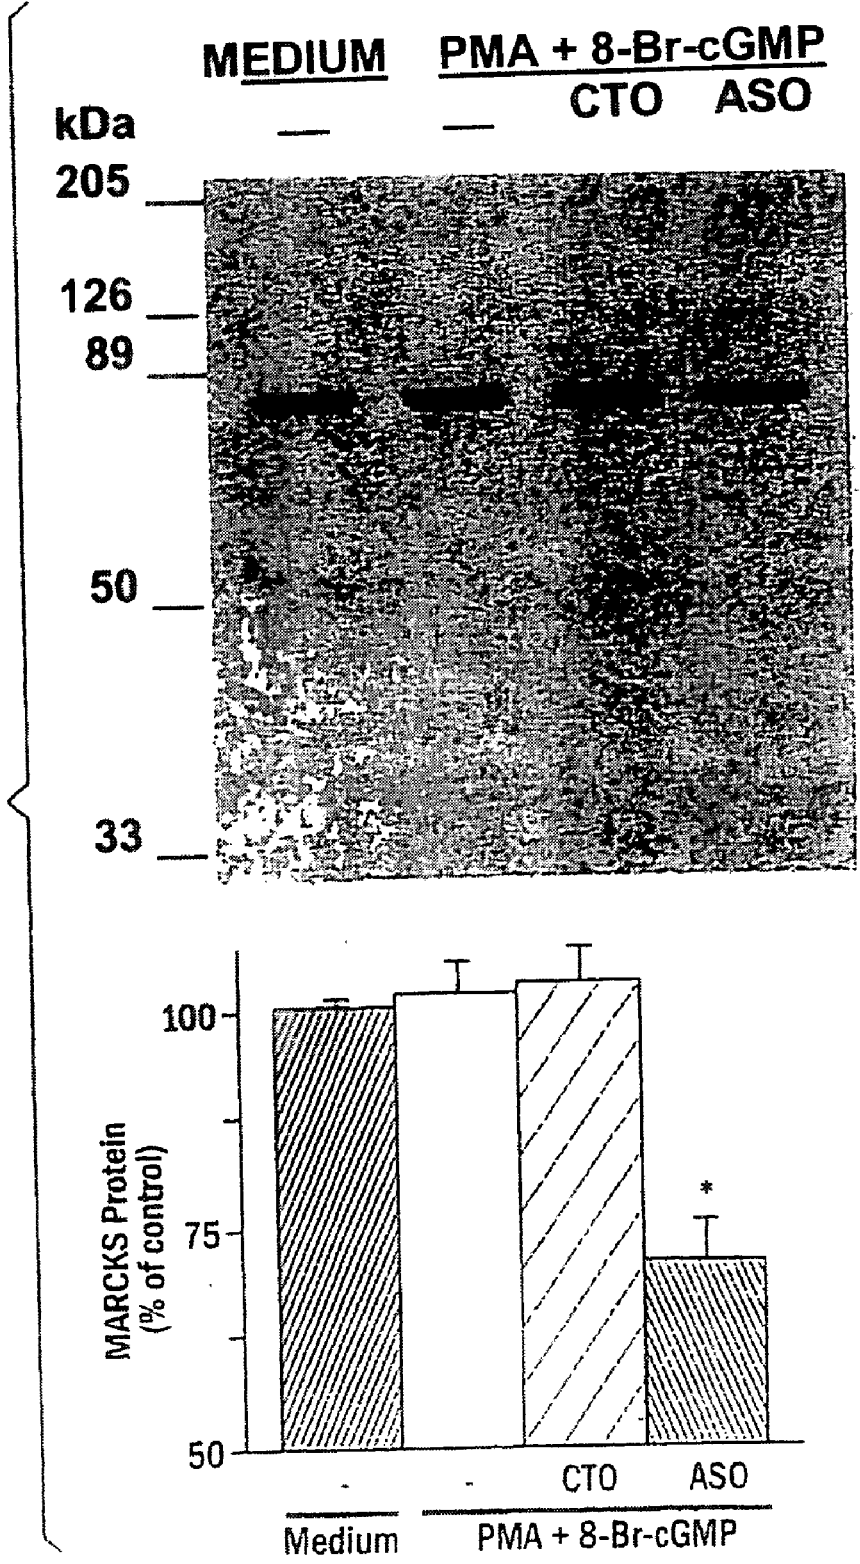 MEDIUM PMA + 8-Br-cGMP
CTO ASO
kDa — —
205
126
89
50
33
100
75
50
MARCKS Protein
(% of control)
*
- - CTO ASO
Medium PMA + 8-Br-cGMP